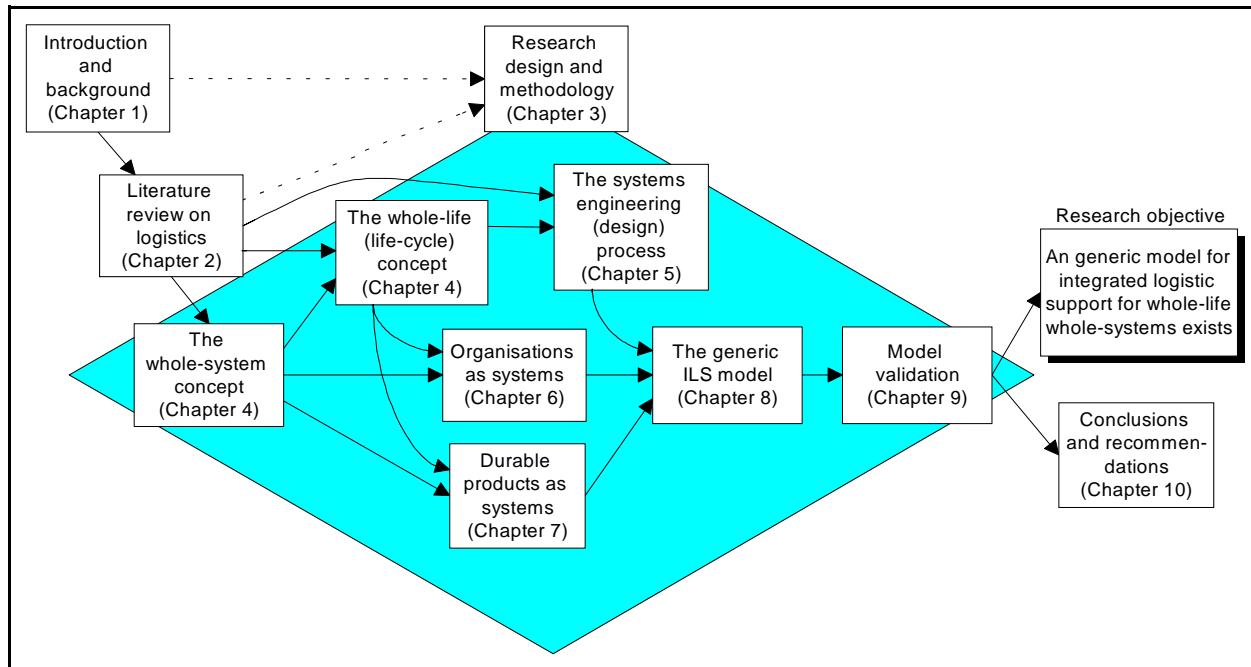 Introduction
and
background
(Chapter 1)
Research
design and
methodology
(Chapter 3)
Literature
review on
logistics
(Chapter 2)
The whole-life
(life-cycle)
concept
(Chapter 4)
The systems
engineering
(design)
process
(Chapter 5)
Research objective
An generic model for
integrated logistic
support for whole-life
whole-systems exists
The
whole-system
concept
(Chapter 4)
Organisations
as systems
(Chapter 6)
The generic
ILS model
(Chapter 8)
Model
validation
(Chapter 9)
Conclusions
and recommen-
dations
(Chapter 10)
Durable
products as
systems
(Chapter 7)